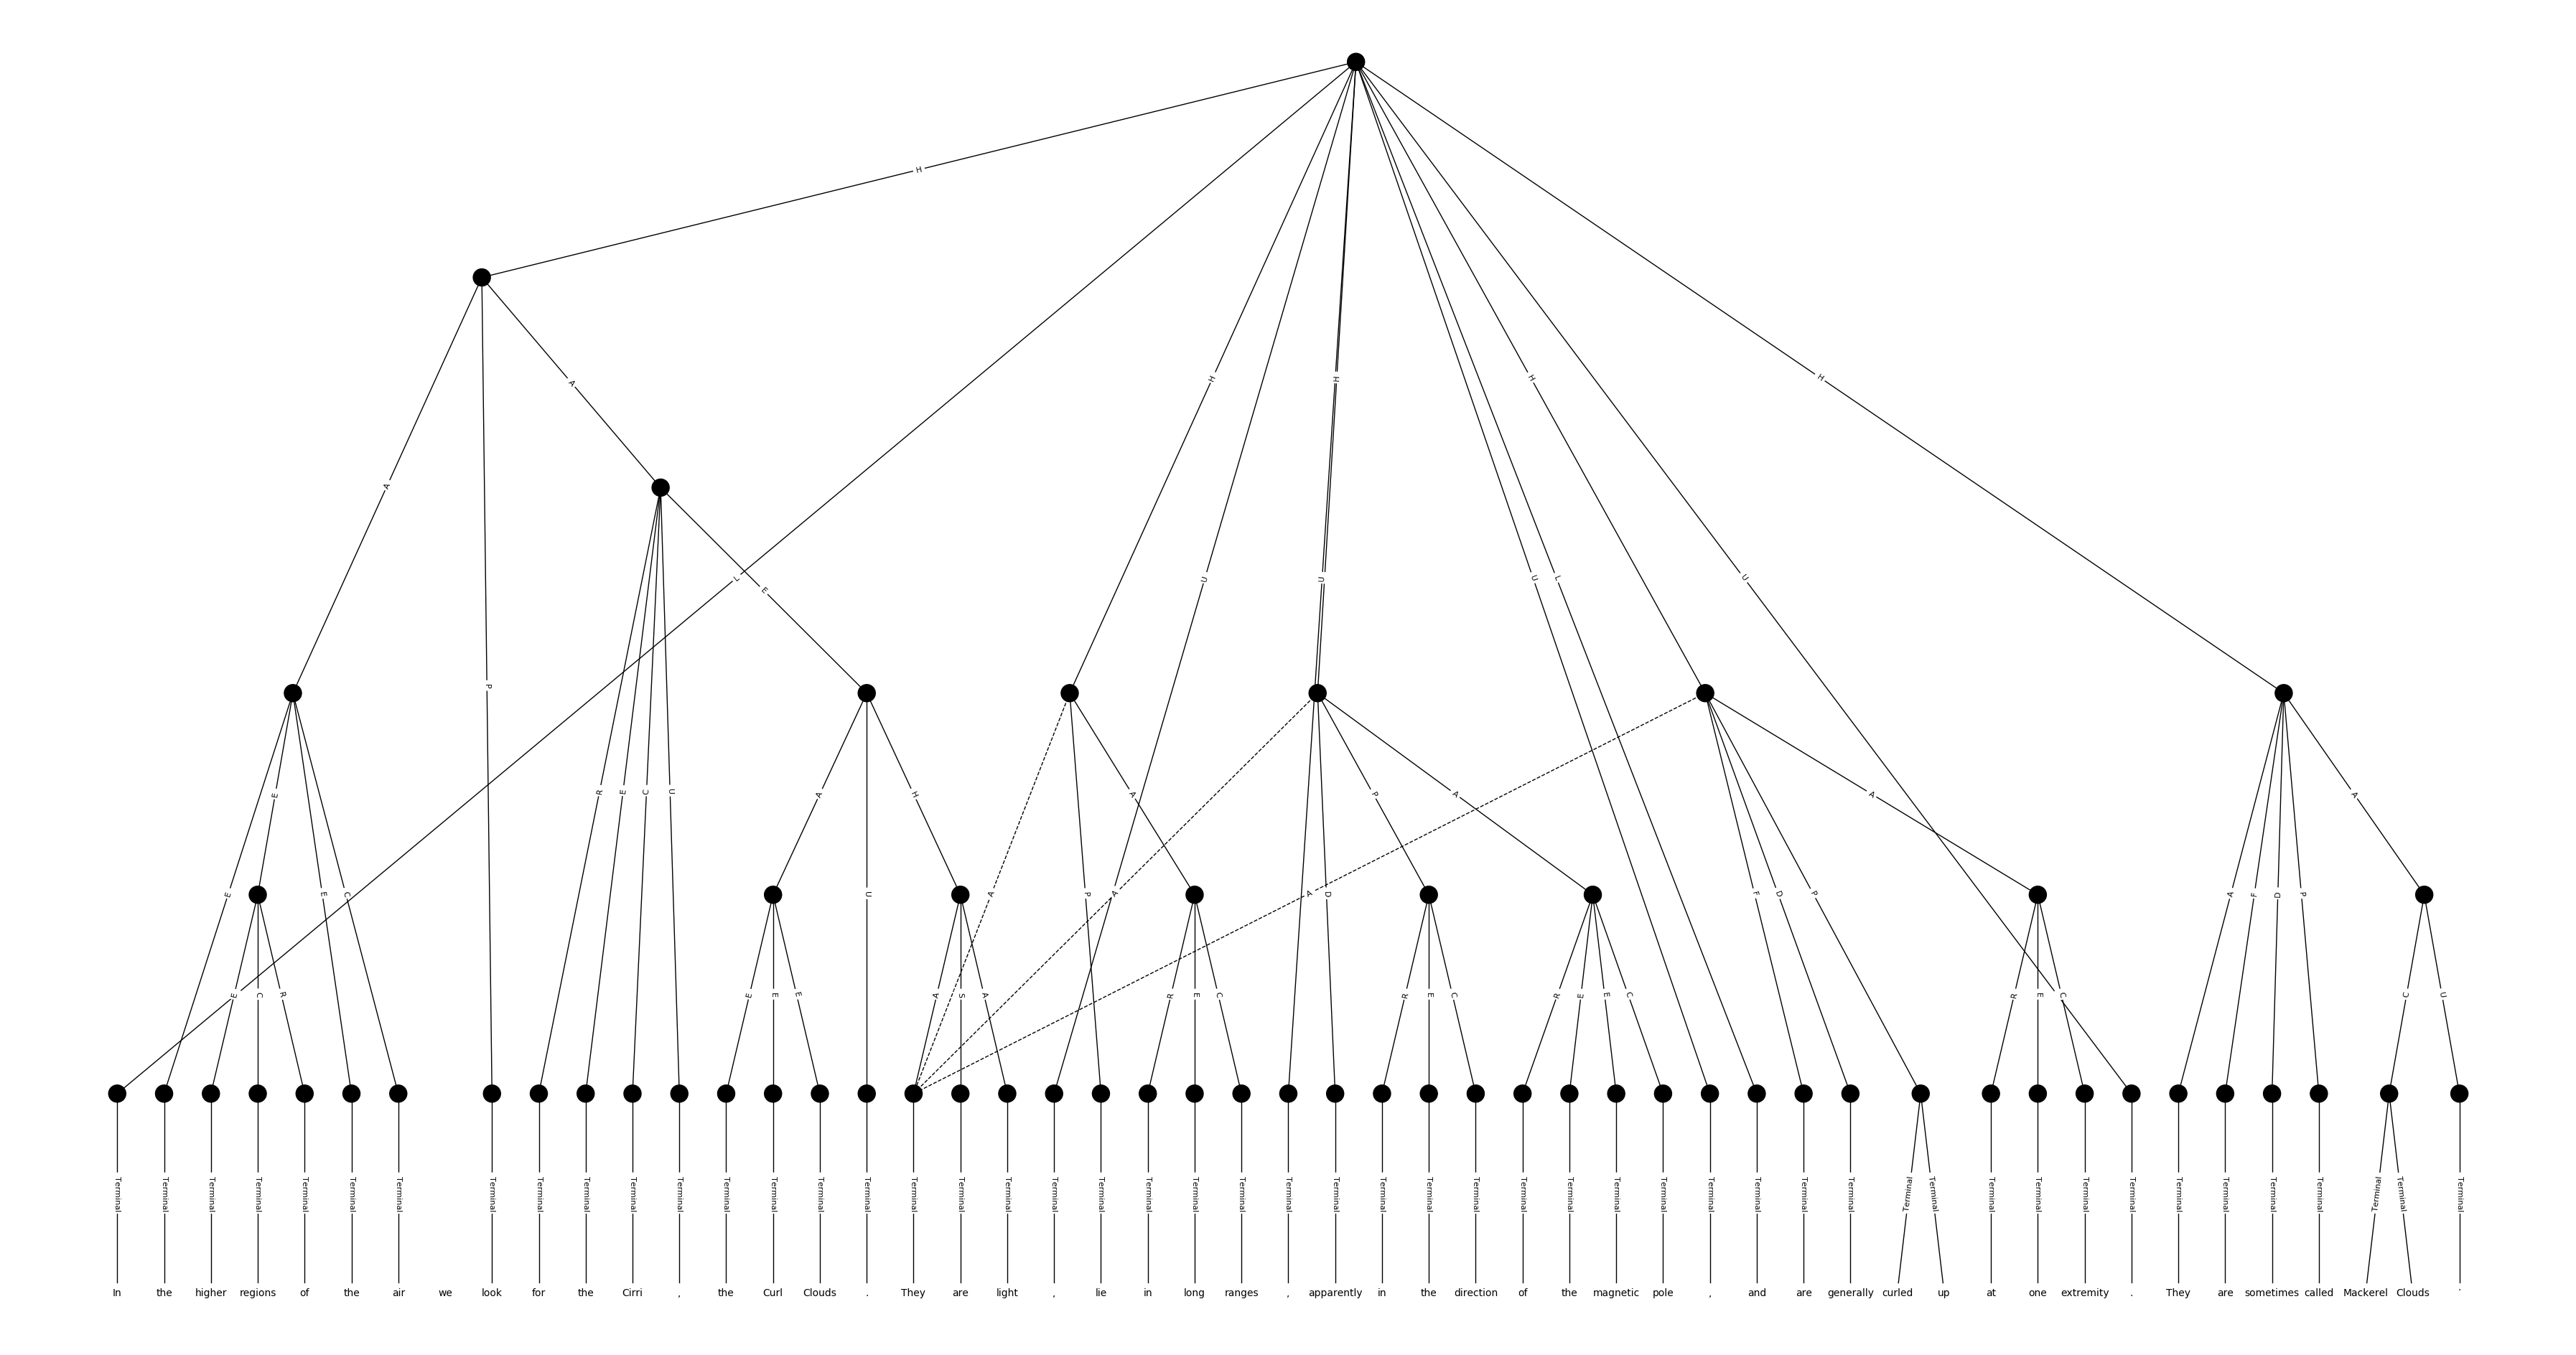 H
H H H H
A
A
L U U U L U
E
P
R E C U A H A P A A A
E E E C U A P A A D F D P A F D P A
E C R E E E A S A R E C R E C R E E C R E C C U
Terminal Terminal Terminal Terminal Terminal Terminal Terminal Terminal Terminal Terminal Terminal Terminal Terminal Terminal Terminal Terminal Terminal Terminal Terminal Terminal Terminal Terminal Terminal Terminal Terminal Terminal Terminal Terminal Terminal Terminal Terminal Terminal Terminal Terminal Terminal Terminal Terminal Terminal Terminal Terminal Terminal Terminal Terminal Terminal Terminal Terminal Terminal Terminal Terminal Terminal
In the higher regions of the air we look for the Cirri , the Curl Clouds . They are light , lie in long ranges , apparently in the direction of the magnetic pole , and are generally curled up at one extremity . They are sometimes called Mackerel Clouds .